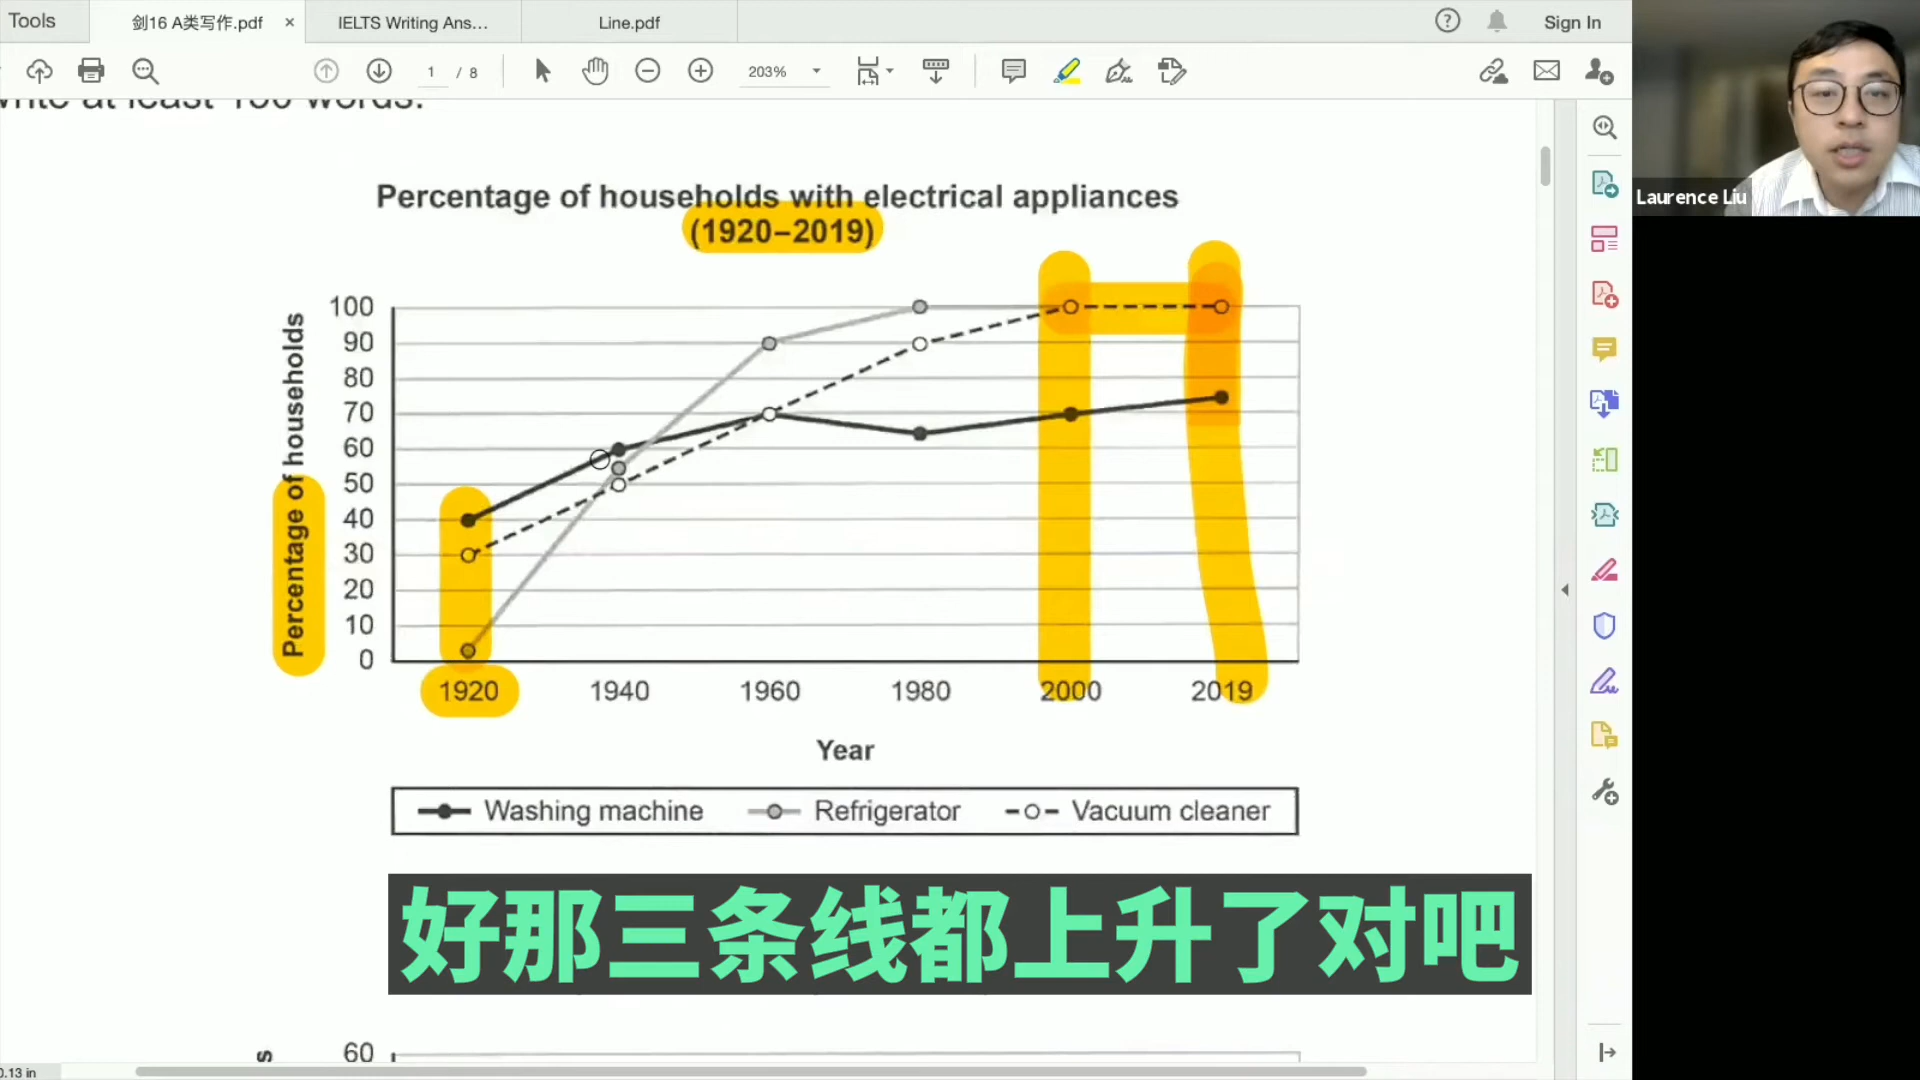 Tools
剑16 A类写作.pdf
IELTS Writing Ans...
Line.pdf
Sign In
1 / 8
203%
write at least 150 words.
Laurence Liu
Percentage of households with electrical appliances
(1920–2019)
Percentage of households
100
90
80
70
60
50
40
30
20
10
0
1920 1940 1960 1980 2000 2019
Year
Washing machine Refrigerator Vacuum cleaner
好那三条线都上升了对吧
60
s
0.13 in